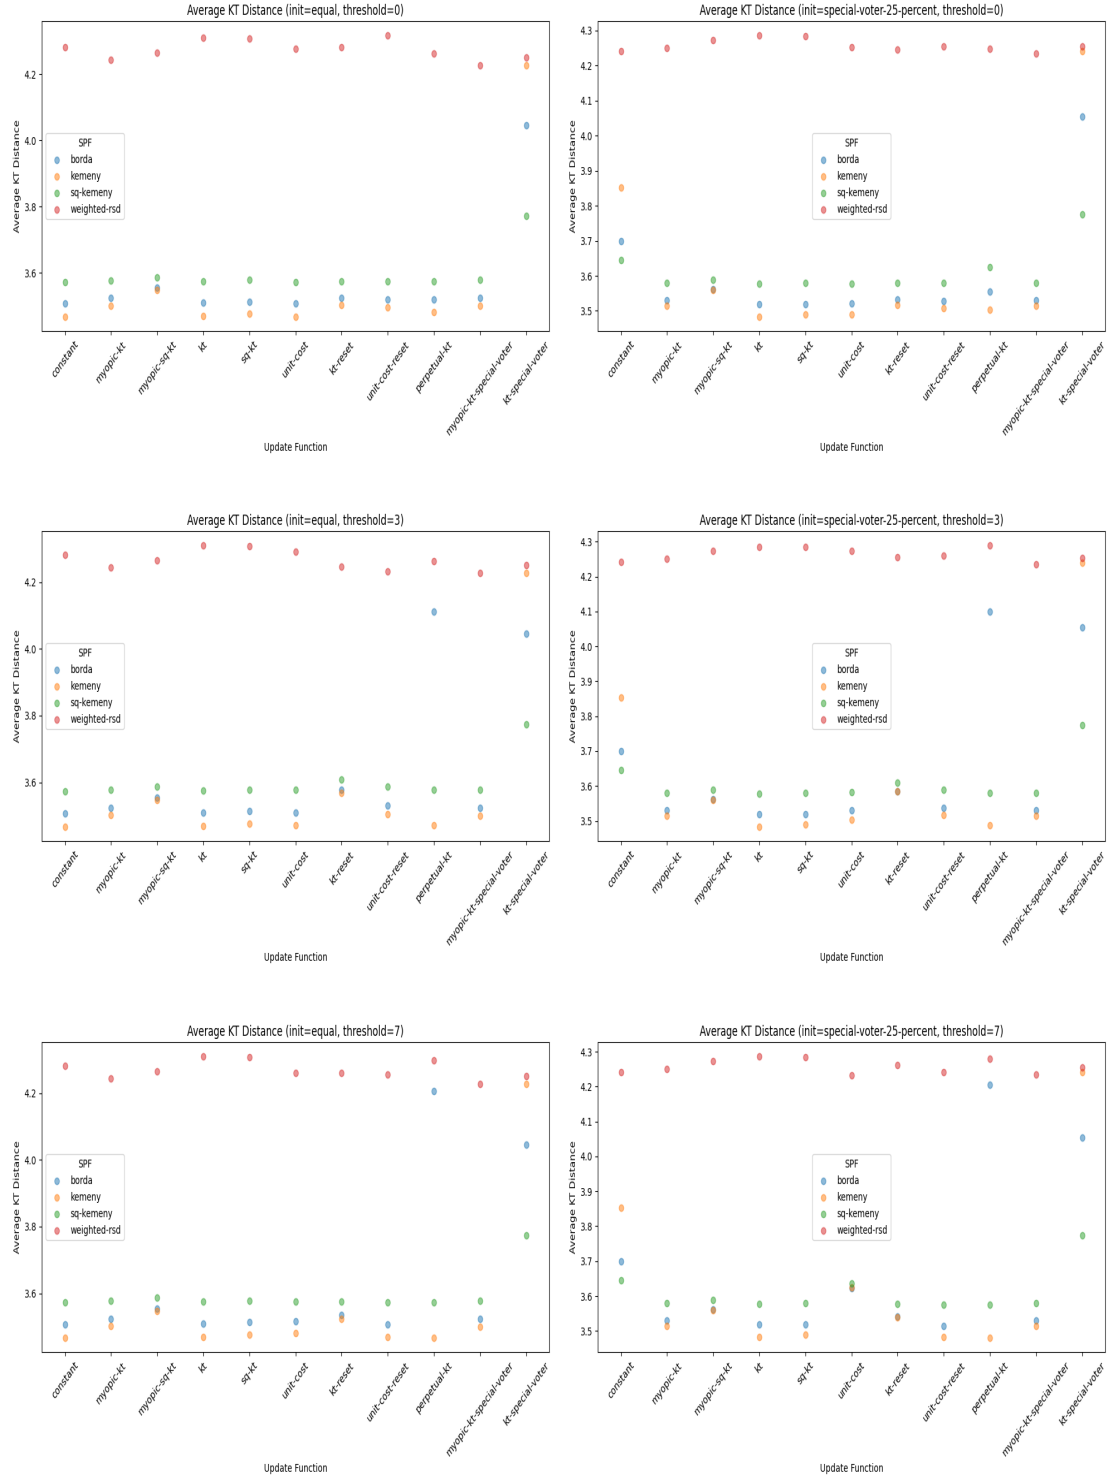 Average KT Distance (init=equal, threshold=0)
Average KT Distance
4.2
4.0
3.8
3.6
SPF
borda
kemeny
sq-kemeny
weighted-rsd
constant
myopic-kt
myopic-sq-kt
kt
sq-kt
unit-cost
kt-reset
unit-cost-reset
perpetual-kt
myopic-kt-special-voter
kt-special-voter
Update Function
Average KT Distance (init=special-voter-25-percent, threshold=0)
Average KT Distance
4.3
4.2
4.1
4.0
3.9
3.8
3.7
3.6
3.5
SPF
borda
kemeny
sq-kemeny
weighted-rsd
constant
myopic-kt
myopic-sq-kt
kt
sq-kt
unit-cost
kt-reset
unit-cost-reset
perpetual-kt
myopic-kt-special-voter
kt-special-voter
Update Function
Average KT Distance (init=equal, threshold=3)
Average KT Distance
4.2
4.0
3.8
3.6
SPF
borda
kemeny
sq-kemeny
weighted-rsd
constant
myopic-kt
myopic-sq-kt
kt
sq-kt
unit-cost
kt-reset
unit-cost-reset
perpetual-kt
myopic-kt-special-voter
kt-special-voter
Update Function
Average KT Distance (init=special-voter-25-percent, threshold=3)
Average KT Distance
4.3
4.2
4.1
4.0
3.9
3.8
3.7
3.6
3.5
SPF
borda
kemeny
sq-kemeny
weighted-rsd
constant
myopic-kt
myopic-sq-kt
kt
sq-kt
unit-cost
kt-reset
unit-cost-reset
perpetual-kt
myopic-kt-special-voter
kt-special-voter
Update Function
Average KT Distance (init=equal, threshold=7)
Average KT Distance
4.2
4.0
3.8
3.6
SPF
borda
kemeny
sq-kemeny
weighted-rsd
constant
myopic-kt
myopic-sq-kt
kt
sq-kt
unit-cost
kt-reset
unit-cost-reset
perpetual-kt
myopic-kt-special-voter
kt-special-voter
Update Function
Average KT Distance (init=special-voter-25-percent, threshold=7)
Average KT Distance
4.3
4.2
4.1
4.0
3.9
3.8
3.7
3.6
3.5
SPF
borda
kemeny
sq-kemeny
weighted-rsd
constant
myopic-kt
myopic-sq-kt
kt
sq-kt
unit-cost
kt-reset
unit-cost-reset
perpetual-kt
myopic-kt-special-voter
kt-special-voter
Update Function